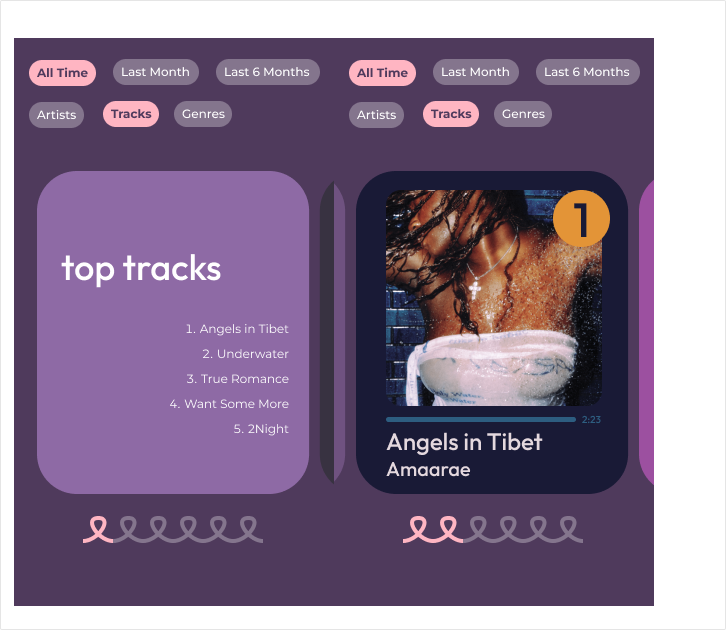 All Time
Last Month
Last 6 Months
Artists
Tracks
Genres
top tracks
1. Angels in Tibet
2. Underwater
3. True Romance
4. Want Some More
5. 2Night
All Time
Last Month
Last 6 Months
Artists
Tracks
Genres
1
2:23
Angels in Tibet
Amaarae